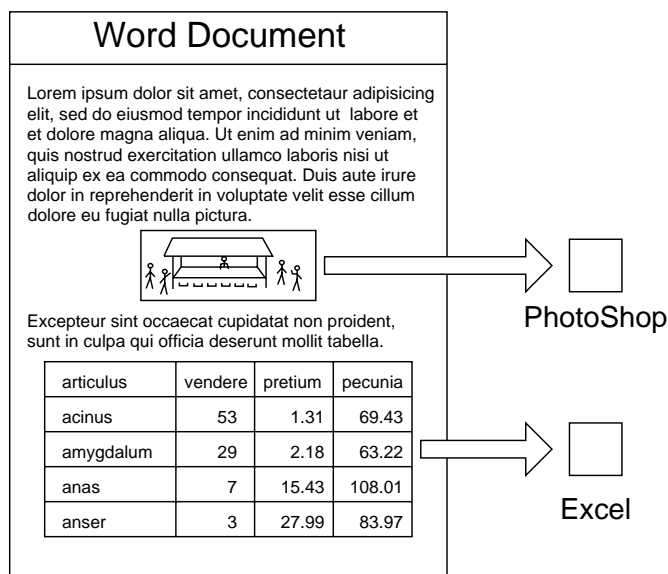 Word Document
Lorem ipsum dolor sit amet, consectetaur adipisicing
elit, sed do eiusmod tempor incididunt ut labore et
et dolore magna aliqua. Ut enim ad minim veniam,
quis nostrud exercitation ullamco laboris nisi ut
aliquip ex ea commodo consequat. Duis aute irure
dolor in reprehenderit in voluptate velit esse cillum
dolore eu fugiat nulla pictura.
PhotoShop
Excepteur sint occaecat cupidatat non proident,
sunt in culpa qui officia deserunt mollit tabella.
articulus vendere pretium pecunia
acinus 53 1.31 69.43
amygdalum 29 2.18 63.22
anas 7 15.43 108.01
anser 3 27.99 83.97
Excel